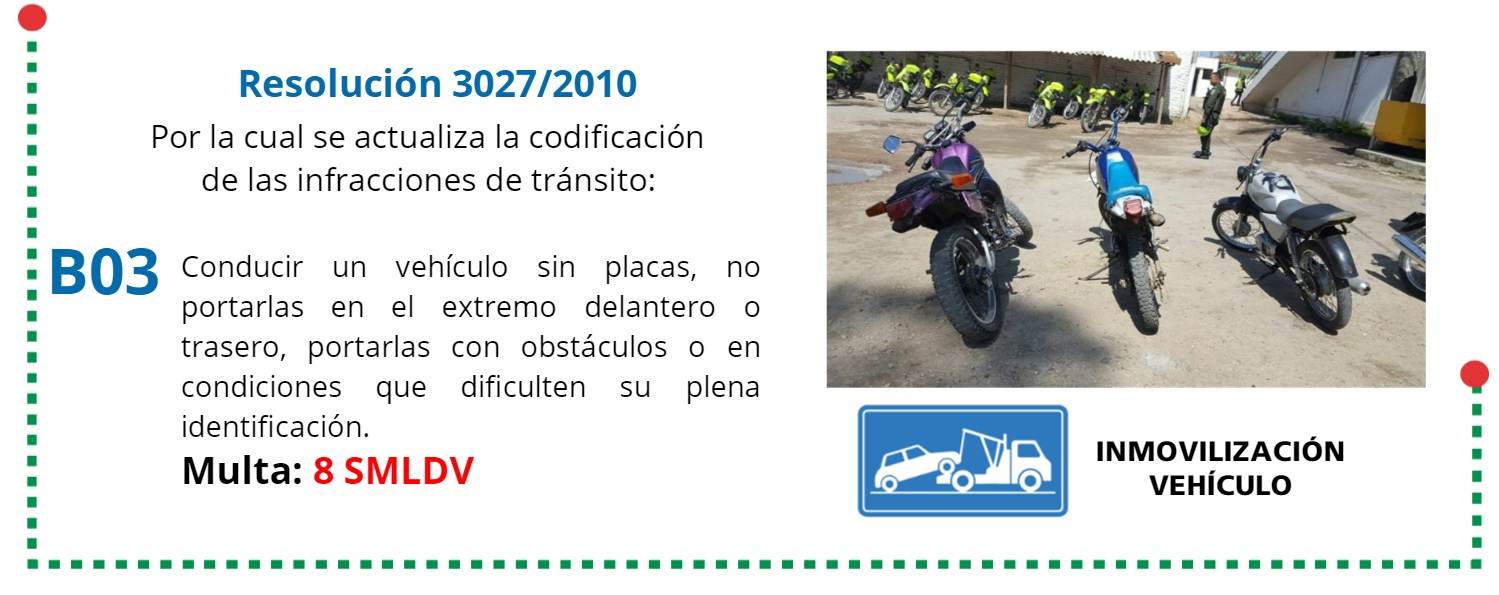 Resolución 3027/2010
Por la cual se actualiza la codificación
de las infracciones de tránsito:
B03
Conducir un vehículo sin placas, no
portarlas en el extremo delantero o
trasero, portarlas con obstáculos o en
condiciones que dificulten su plena
identificación.
Multa: 8 SMLDV
INMOVILIZACIÓN
VEHÍCULO